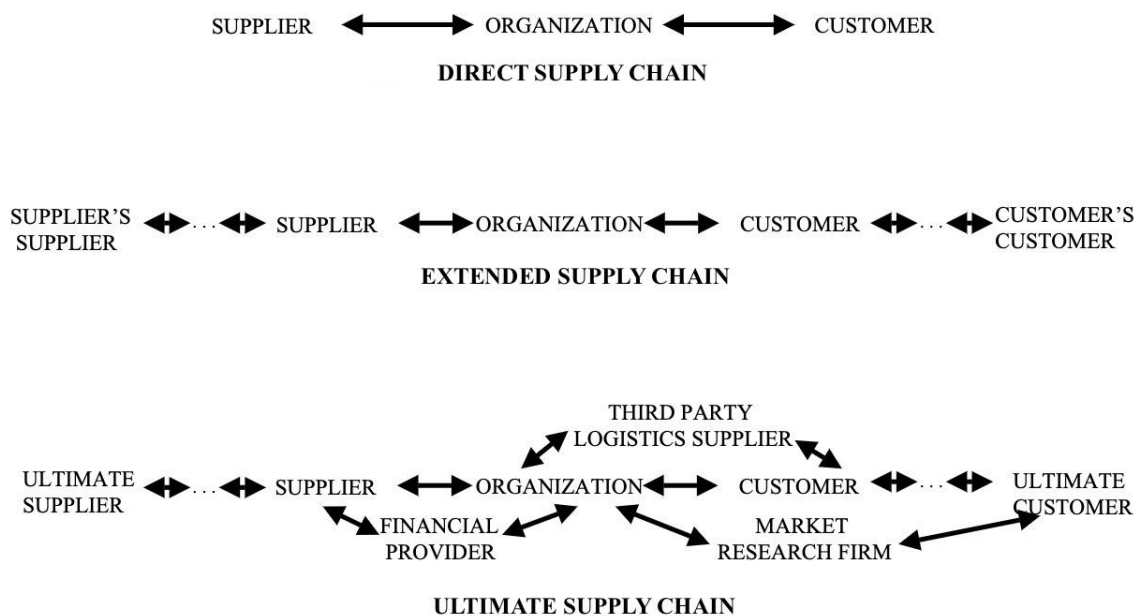 SUPPLIER ORGANIZATION CUSTOMER
DIRECT SUPPLY CHAIN
SUPPLIER'S
SUPPLIER
...
SUPPLIER ORGANIZATION CUSTOMER
...
CUSTOMER'S
CUSTOMER
EXTENDED SUPPLY CHAIN
THIRD PARTY
LOGISTICS SUPPLIER
ULTIMATE
SUPPLIER
...
SUPPLIER ORGANIZATION CUSTOMER
...
ULTIMATE
CUSTOMER
FINANCIAL
PROVIDER
MARKET
RESEARCH FIRM
ULTIMATE SUPPLY CHAIN